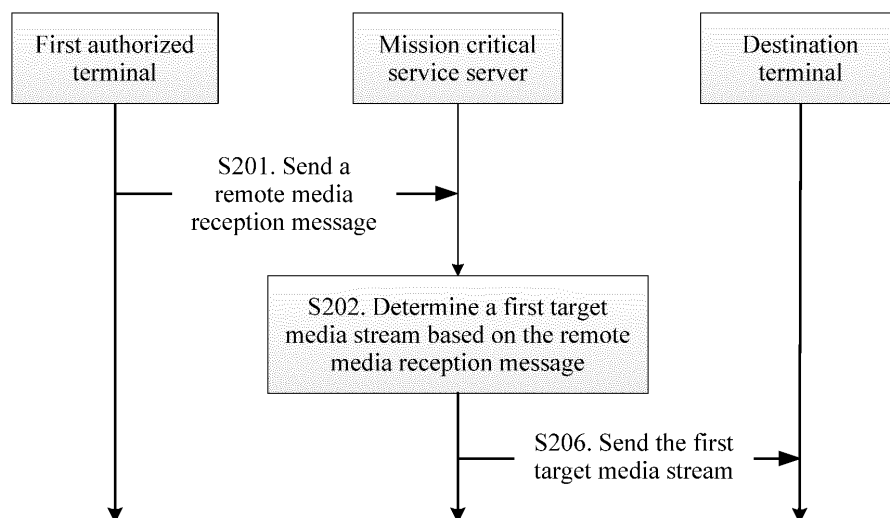 First authorized
terminal
Mission critical
service server
Destination
terminal
S201. Send a
remote media
reception message
S202. Determine a first target
media stream based on the remote
media reception message
S206. Send the first
target media stream